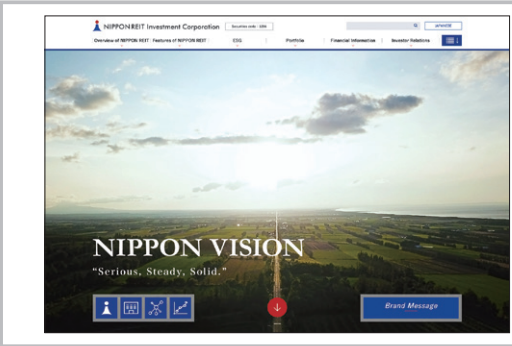 NIPPON REIT Investment Corporation
Overview of NIPPON REIT
Features of NIPPON REIT
ESG
Portfolio
Financial Information
Investor Relations
NIPPON VISION
"Serious, Steady, Solid."
Brand Message